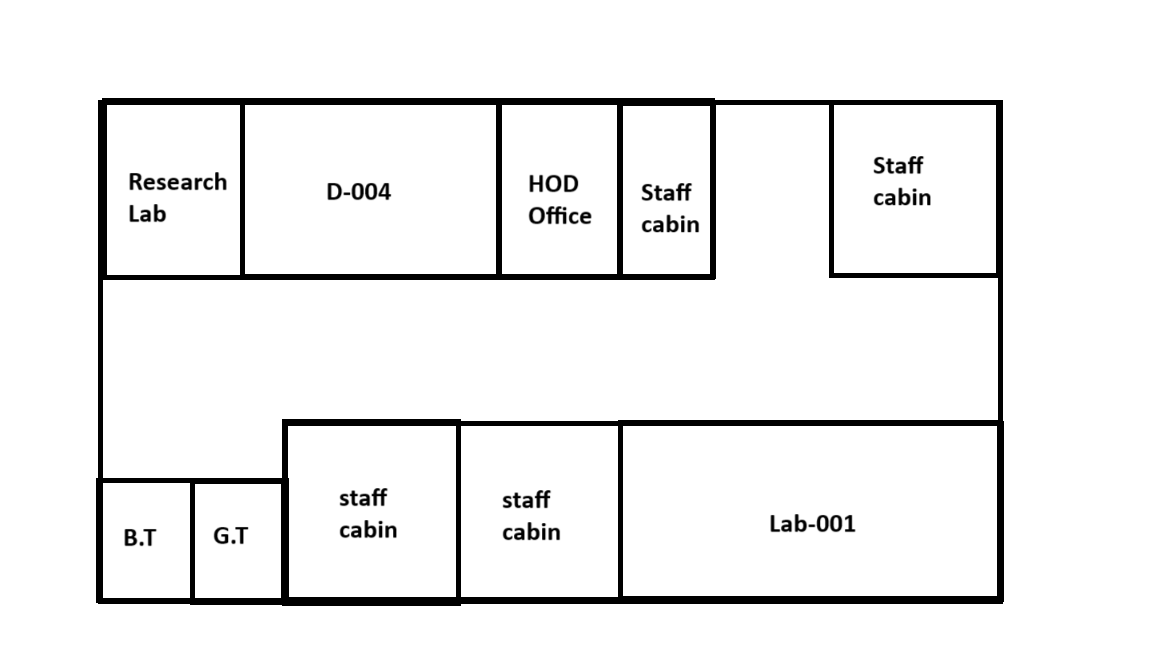 Research
Lab
D-004
HOD
Office
Staff
cabin
Staff
cabin
B.T
G.T
staff
cabin
staff
cabin
Lab-001